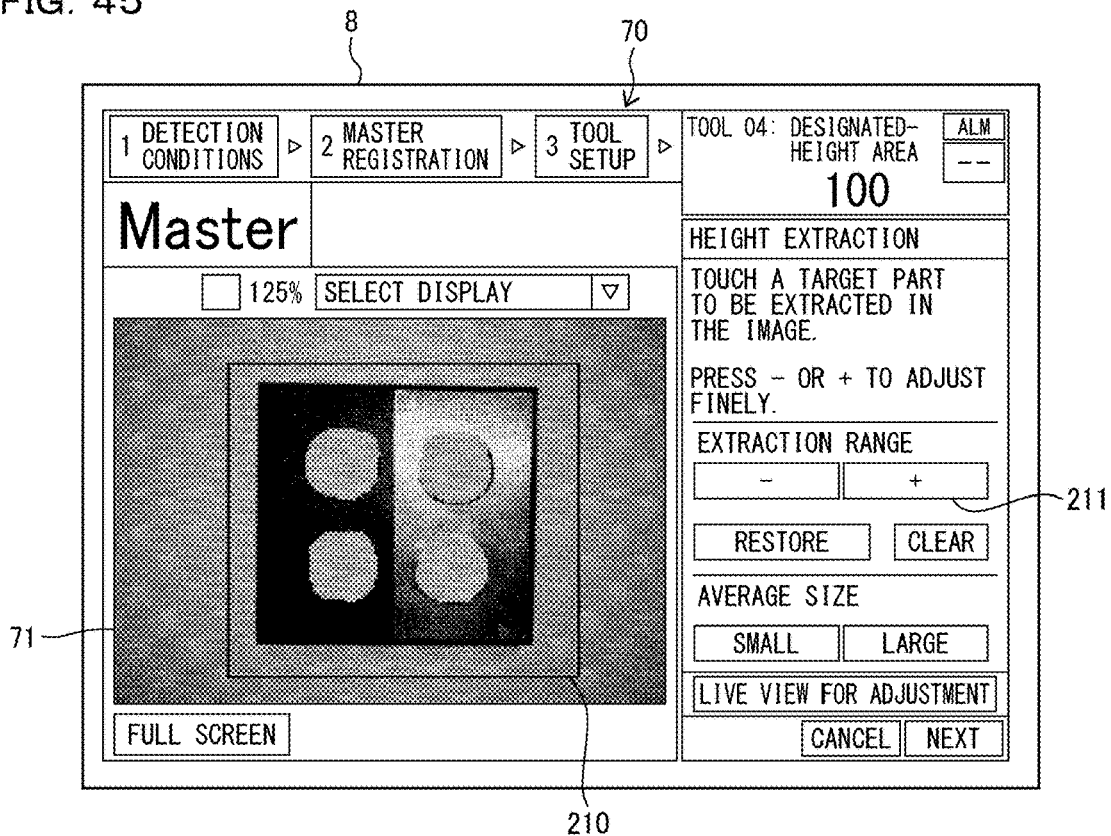 FIG. 45
8
70
1 DETECTION CONDITIONS ▷ 2 MASTER REGISTRATION ▷ 3 TOOL SETUP ▷
TOOL 04: DESIGNATED-
HEIGHT AREA
100
ALM
--
Master
125% SELECT DISPLAY ▽
HEIGHT EXTRACTION
TOUCH A TARGET PART
TO BE EXTRACTED IN
THE IMAGE.
PRESS - OR + TO ADJUST
FINELY.
EXTRACTION RANGE
- +
211
RESTORE CLEAR
AVERAGE SIZE
SMALL LARGE
71
LIVE VIEW FOR ADJUSTMENT
FULL SCREEN
CANCEL NEXT
210